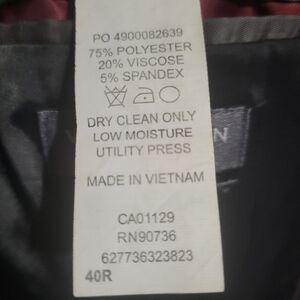 PO 4900082639
75% POLYESTER
20% VISCOSE
5% SPANDEX
DRY CLEAN ONLY
LOW MOISTURE
UTILITY PRESS
MADE IN VIETNAM
CA01129
RN90736
627736323823
40R